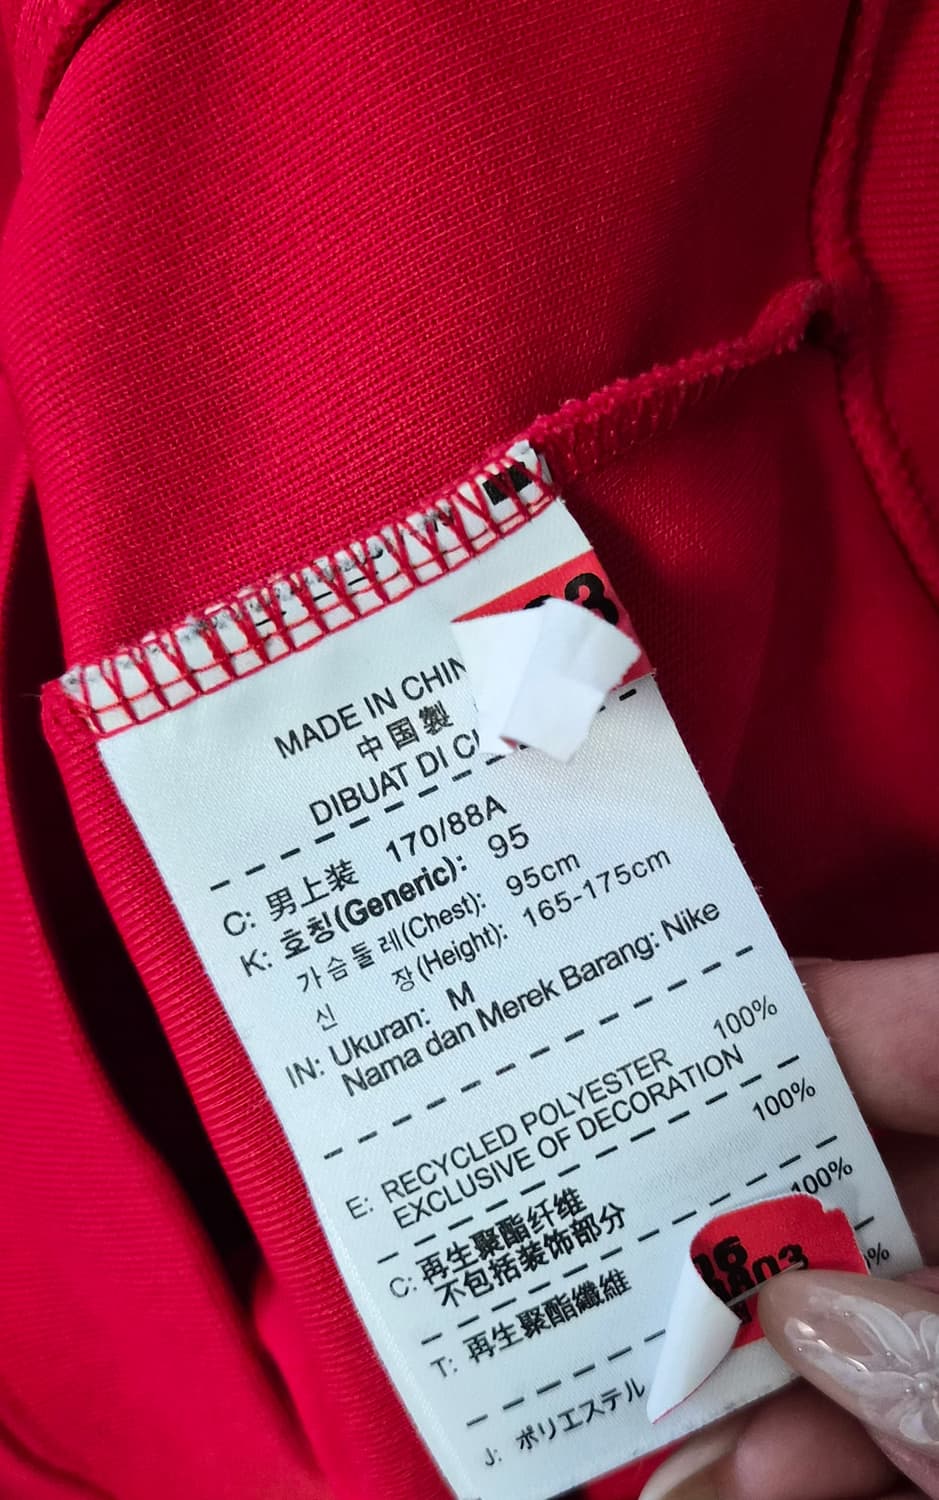 MADE IN CHIN
中国製
DIBUAT DI C
C: 男上装 170/88A
K: 호칭(Generic): 95
가슴둘레(Chest): 95cm
신 장(Height): 165-175cm
IN: Ukuran: M
Nama dan Merek Barang: Nike
100%
E: RECYCLED POLYESTER
EXCLUSIVE OF DECORATION
100%
C: 再生聚酯纤维
不包括装饰部分
100%
T: 再生聚酯纖維
%
J: ポリエステル